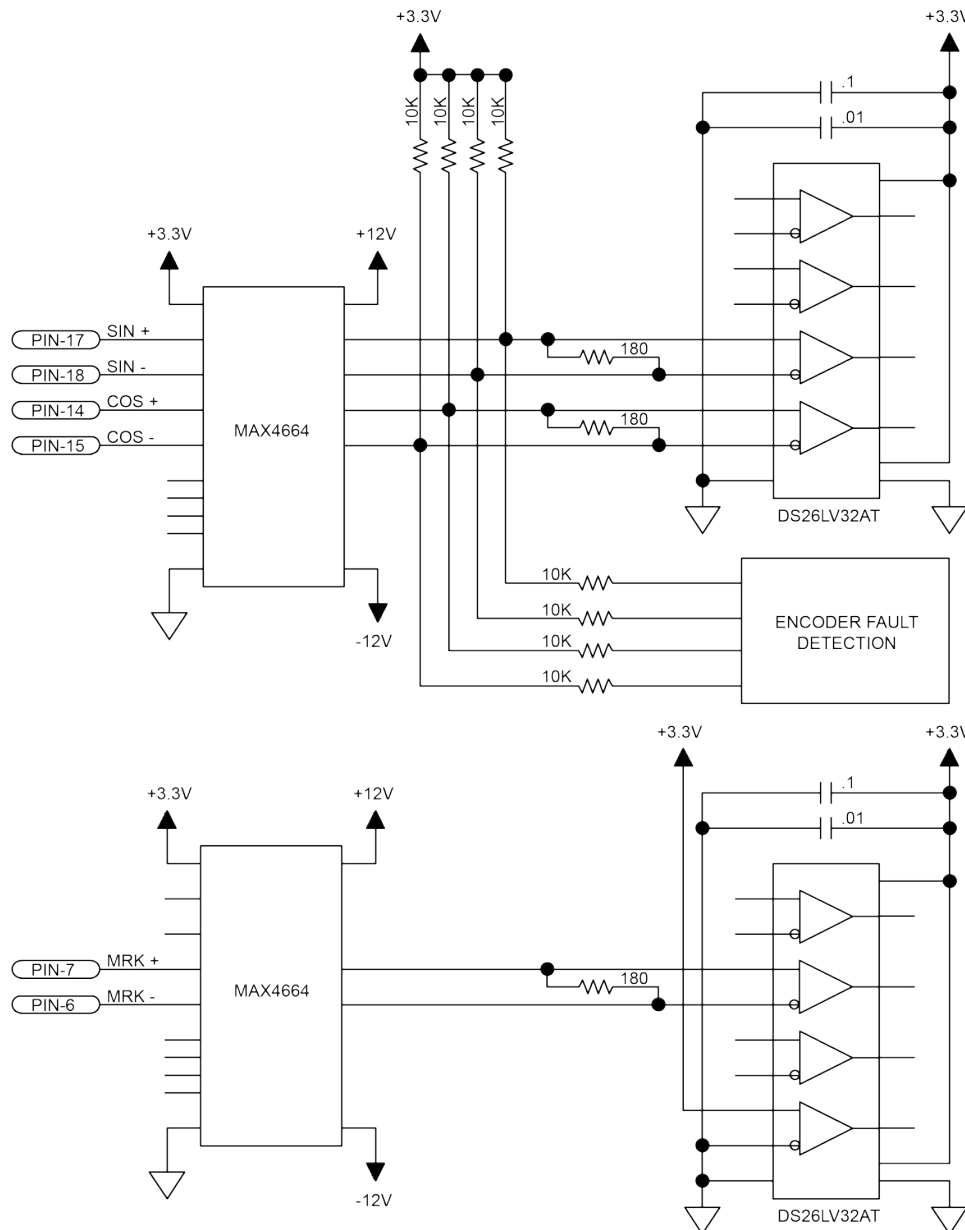 +3.3V
+3.3V
10K
10K
10K
10K
.1
.01
+3.3V
+12V
PIN-17
SIN +
180
PIN-18
SIN -
PIN-14
COS +
MAX4664
180
PIN-15
COS -
DS26LV32AT
10K
10K
10K
10K
ENCODER FAULT
DETECTION
-12V
+3.3V
+3.3V
+3.3V
+12V
.1
.01
PIN-7
MRK +
180
PIN-6
MRK -
MAX4664
-12V
DS26LV32AT